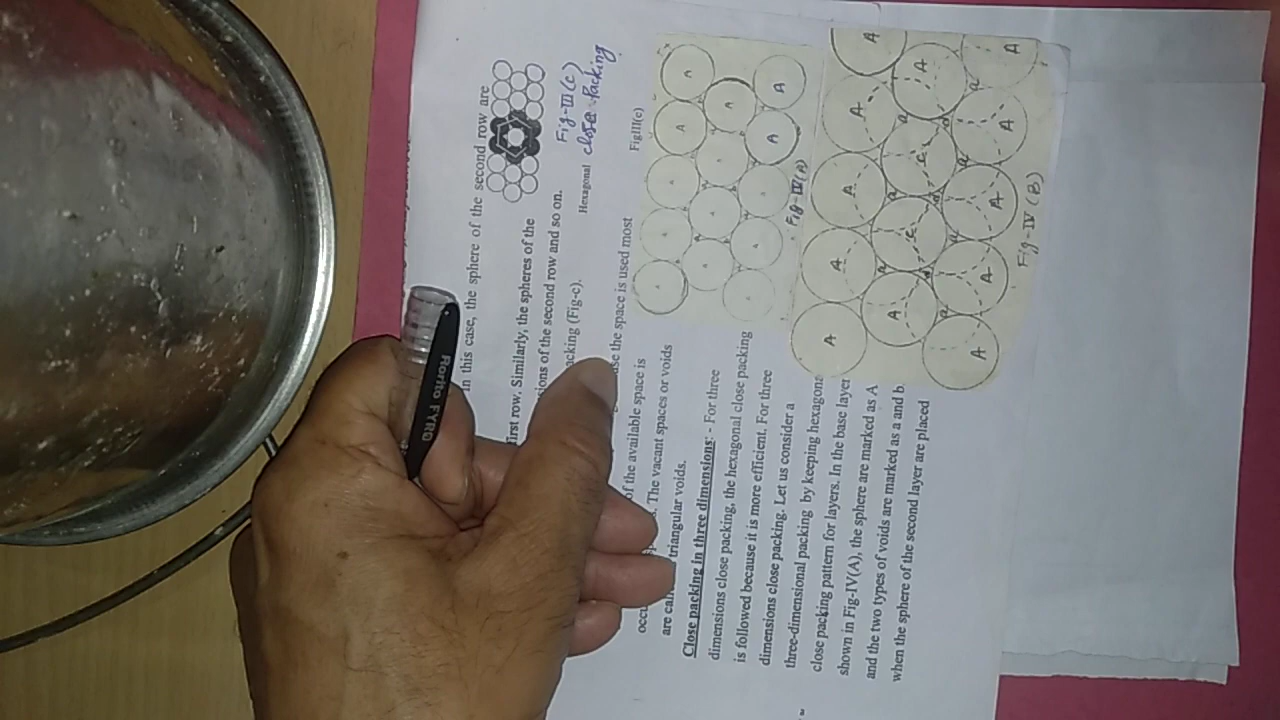 In this case, the sphere of the second row are
first row. Similarly, the spheres of the
ions of the second row and so on.
acking (Fig-c).
Fig-III (c)
Hexagonal close Packing
FigIII(c)
the space is used most
of the available space is
The vacant spaces or voids
triangular voids.
Close packing in three dimensions: - For three
dimensions close packing, the hexagonal close packing
is followed because it is more efficient. For three
dimensions close packing. Let us consider a
three-dimensional packing by keeping hexagona
close packing pattern for layers. In the base layer
shown in Fig-IV(A), the sphere are marked as A
and the two types of voids are marked as a and b.
when the sphere of the second layer are placed
Fig-IV(A)
Fig-IV (B)
A
A
A
A
A
A
A
A
A
A
A
A
A
Rorito FYRO